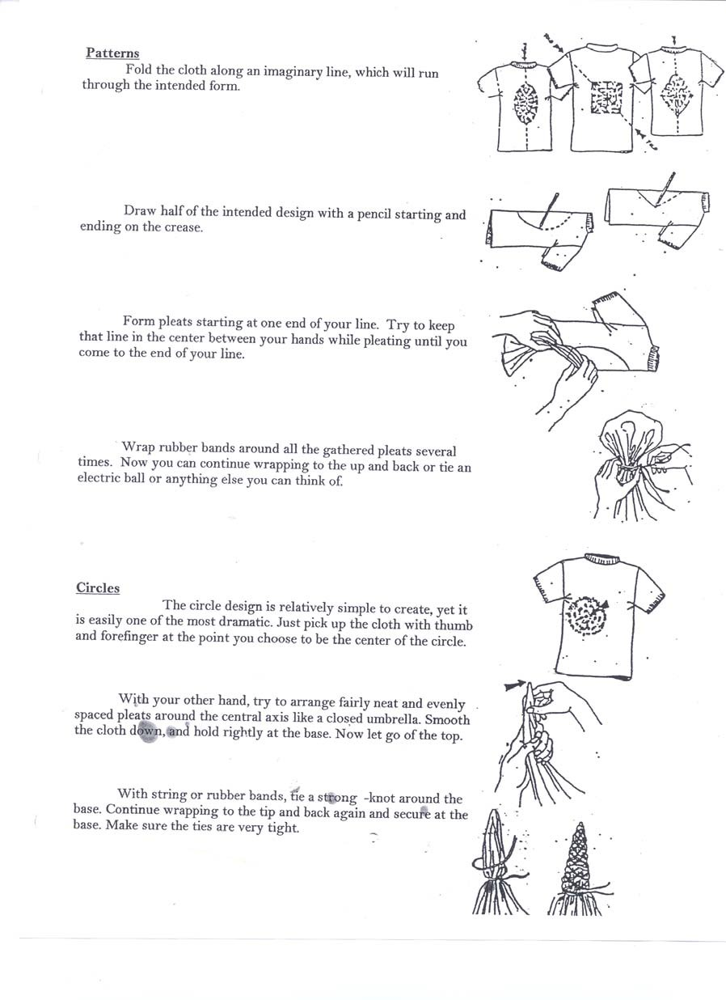 Patterns
Fold the cloth along an imaginary line, which will run
through the intended form.
Draw half of the intended design with a pencil starting and
ending on the crease.
Form pleats starting at one end of your line. Try to keep
that line in the center between your hands while pleating until you
come to the end of your line.
Wrap rubber bands around all the gathered pleats several
times. Now you can continue wrapping to the up and back or tie an
electric ball or anything else you can think of.
Circles
The circle design is relatively simple to create, yet it
is easily one of the most dramatic. Just pick up the cloth with thumb
and forefinger at the point you choose to be the center of the circle.
With your other hand, try to arrange fairly neat and evenly
spaced pleats around the central axis like a closed umbrella. Smooth
the cloth down, and hold rightly at the base. Now let go of the top.
With string or rubber bands, tie a strong -knot around the
base. Continue wrapping to the tip and back again and secure at the
base. Make sure the ties are very tight.